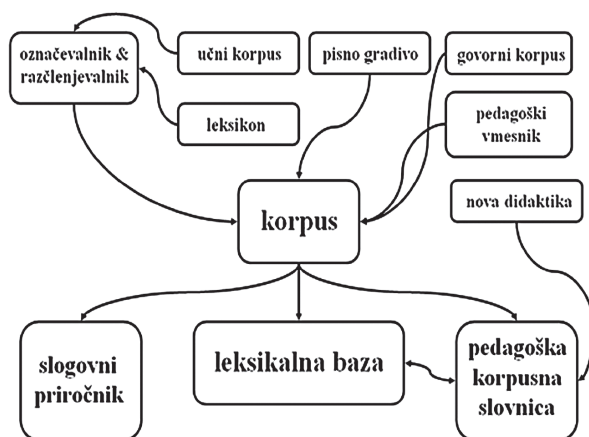 označevalnik &
razčlenjevalnik
učni korpus
pisno gradivo
govorni korpus
leksikon
pedagoški
vmesnik
nova didaktika
korpus
slogovni
priročnik
leksikalna baza
pedagoška
korpusna
slovnica